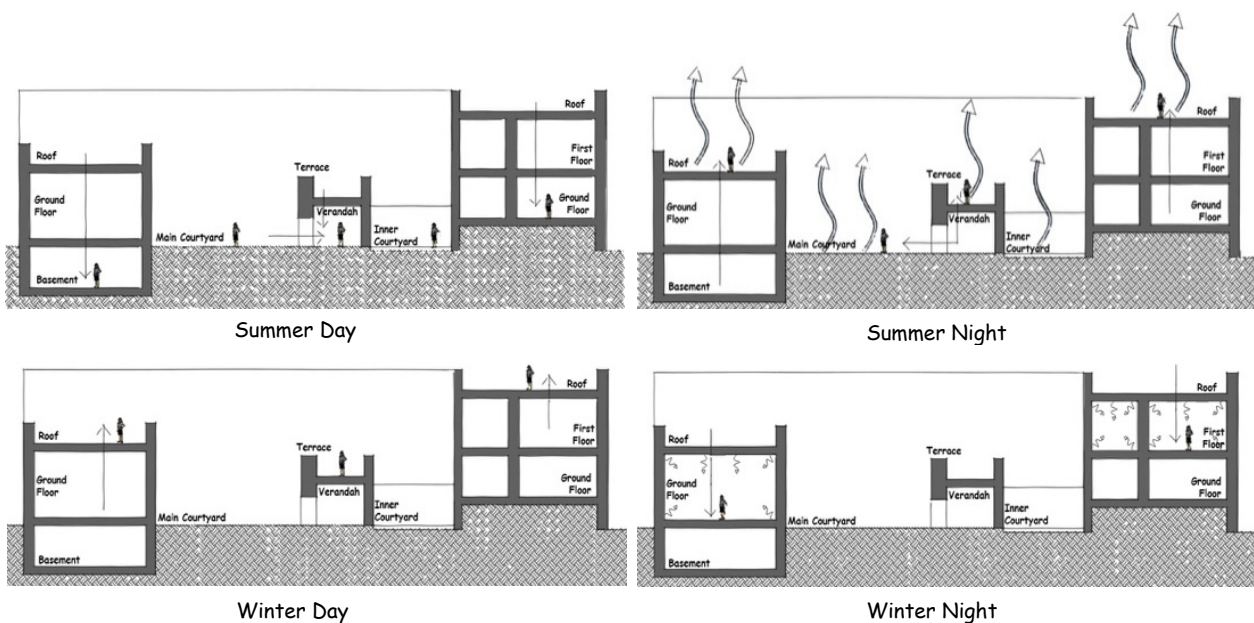 Roof
First
Floor
Roof
Terrace
Ground
Floor
Ground
Floor
Verandah
Main Courtyard
Inner
Courtyard
Basement
Summer Day
Roof
First
Floor
Roof
Terrace
Ground
Floor
Ground
Floor
Verandah
Main Courtyard
Inner
Courtyard
Basement
Summer Night
Roof
First
Floor
Roof
Terrace
Ground
Floor
Ground
Floor
Verandah
Main Courtyard
Inner
Courtyard
Basement
Winter Day
Roof
First
Floor
Roof
Terrace
Ground
Floor
Ground
Floor
Verandah
Main Courtyard
Inner
Courtyard
Basement
Winter Night